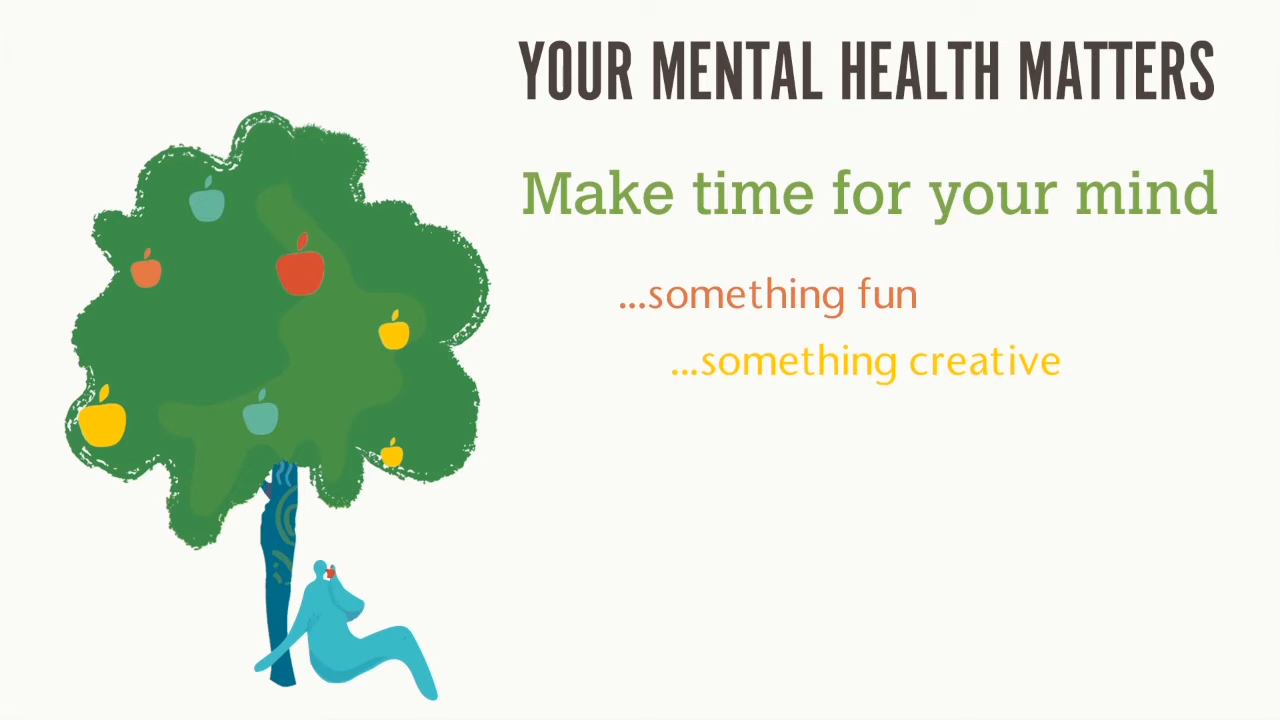 YOUR MENTAL HEALTH MATTERS
Make time for your mind
...something fun
...something creative